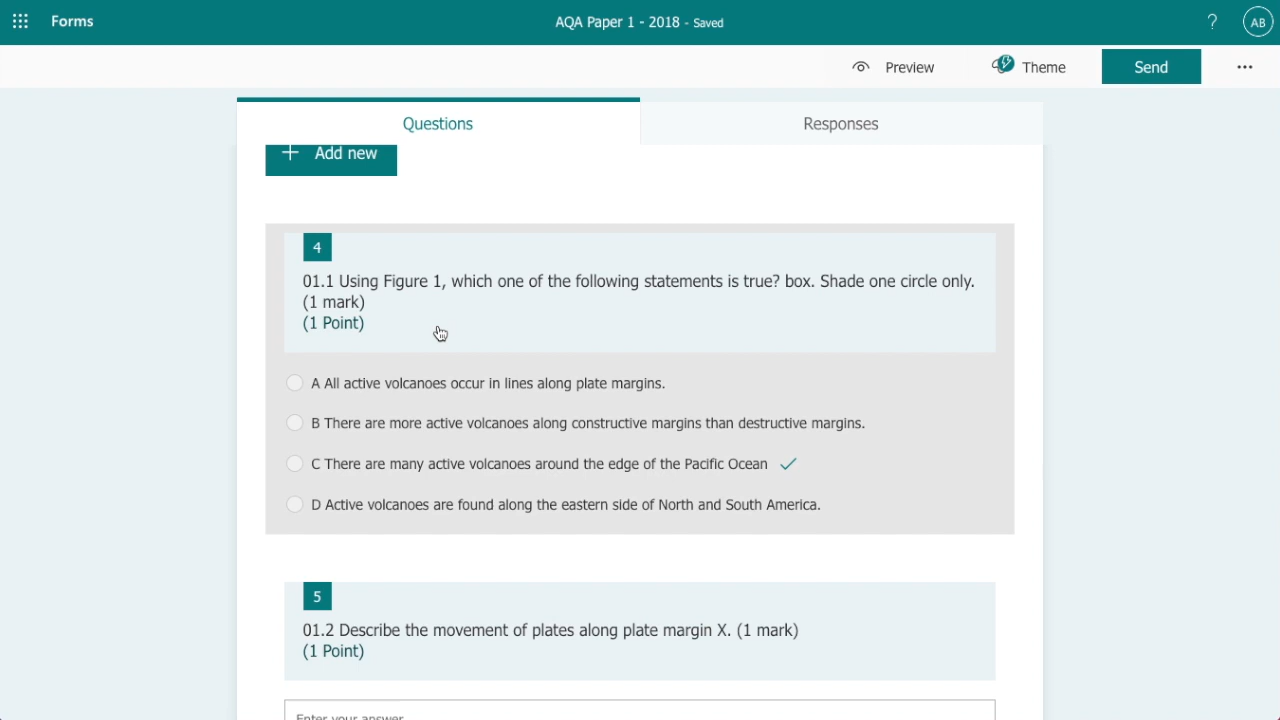 Forms
AQA Paper 1 - 2018 - Saved
?
AB
Preview
Theme
Send
...
Questions
Responses
+ Add new
4
01.1 Using Figure 1, which one of the following statements is true? box. Shade one circle only.
(1 mark)
(1 Point)
A All active volcanoes occur in lines along plate margins.
B There are more active volcanoes along constructive margins than destructive margins.
C There are many active volcanoes around the edge of the Pacific Ocean
D Active volcanoes are found along the eastern side of North and South America.
5
01.2 Describe the movement of plates along plate margin X. (1 mark)
(1 Point)
Enter your answer